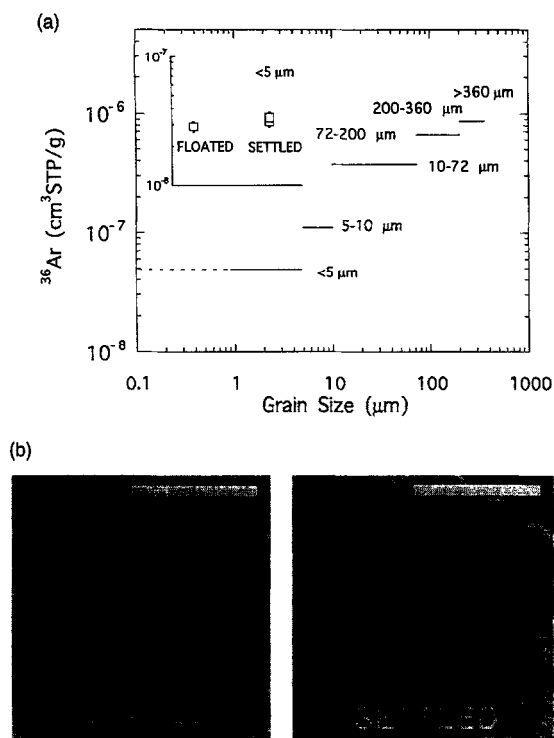 (a)
10⁻⁷
<5 μm
FLOATED SETTLED
10⁻⁸
>360 μm
200-360 μm
72-200 μm
10-72 μm
5-10 μm
<5 μm
³⁶Ar (cm³STP/g)
10⁻⁶
10⁻⁷
10⁻⁸
0.1 1 10 100 1000
Grain Size (μm)
(b)
SETTLED